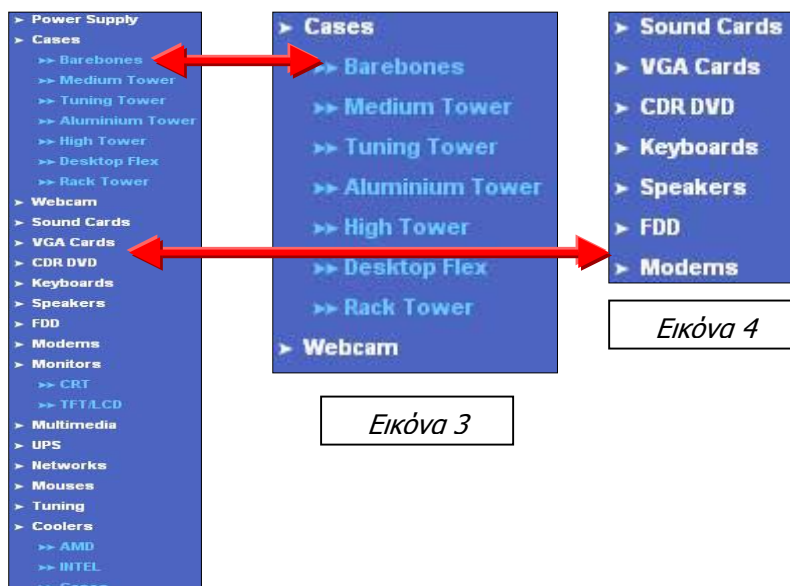 ➢ Power Supply
➢ Cases
>> Barebones
>> Medium Tower
>> Tuning Tower
>> Aluminium Tower
>> High Tower
>> Desktop Flex
>> Rack Tower
➢ Webcam
➢ Sound Cards
➢ VGA Cards
➢ CDR DVD
➢ Keyboards
➢ Speakers
➢ FDD
➢ Modems
➢ Monitors
>> CRT
>> TFT/LCD
➢ Multimedia
➢ UPS
➢ Networks
➢ Mouses
➢ Tuning
➢ Coolers
>> AMD
>> INTEL
➢ Cases
>> Barebones
>> Medium Tower
>> Tuning Tower
>> Aluminium Tower
>> High Tower
>> Desktop Flex
>> Rack Tower
➢ Webcam
Εικόνα 3
➢ Sound Cards
➢ VGA Cards
➢ CDR DVD
➢ Keyboards
➢ Speakers
➢ FDD
➢ Modems
Εικόνα 4